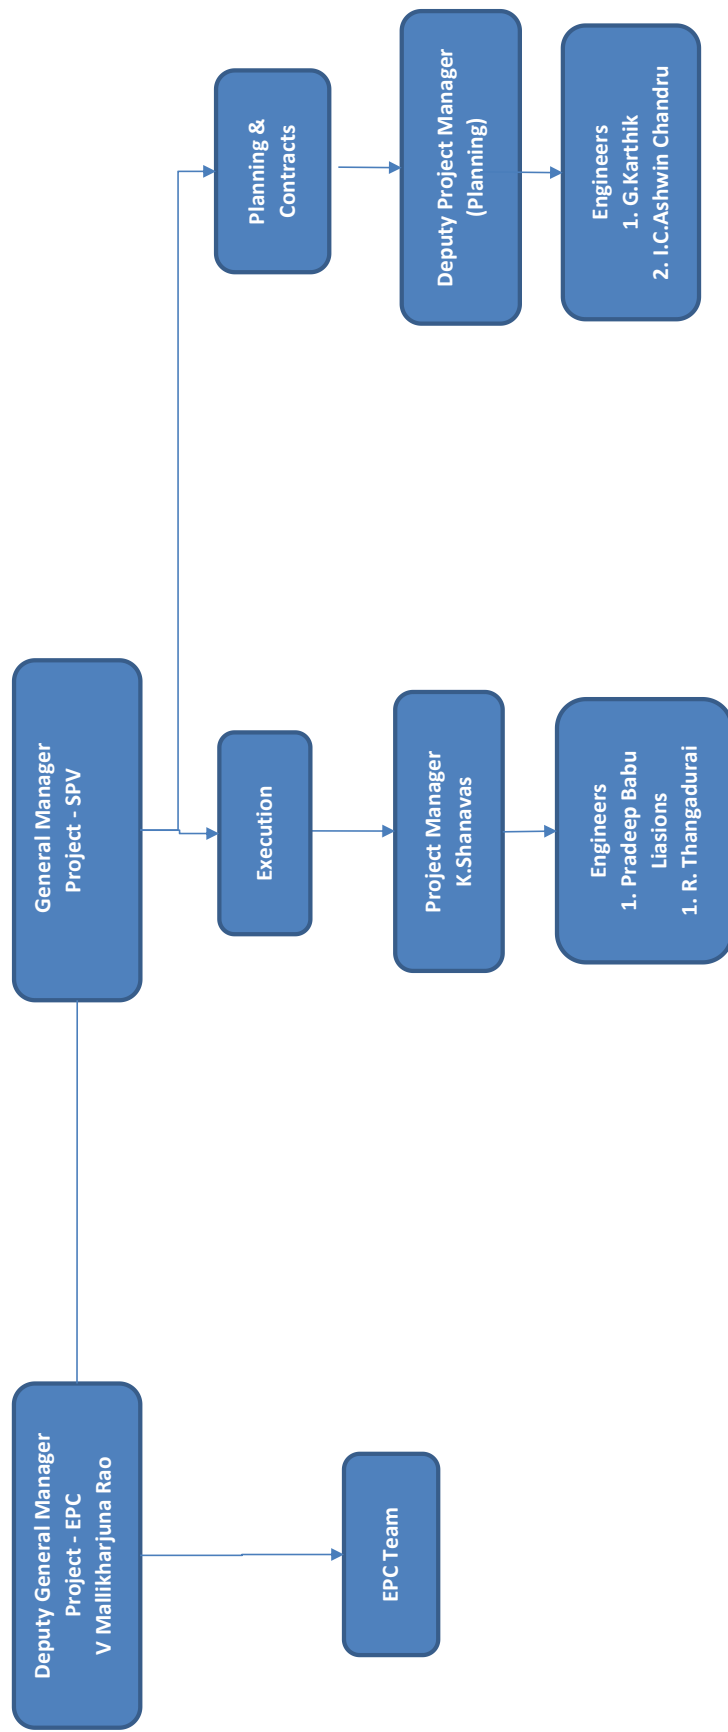 Deputy General Manager
Project - EPC
V Mallikharjuna Rao
General Manager
Project - SPV
EPC Team
Execution
Planning &
Contracts
Project Manager
K.Shanavas
Deputy Project Manager
(Planning)
Engineers
1. Pradeep Babu
Liasions
1. R. Thangadurai
Engineers
1. G.Karthik
2. I.C.Ashwin Chandru